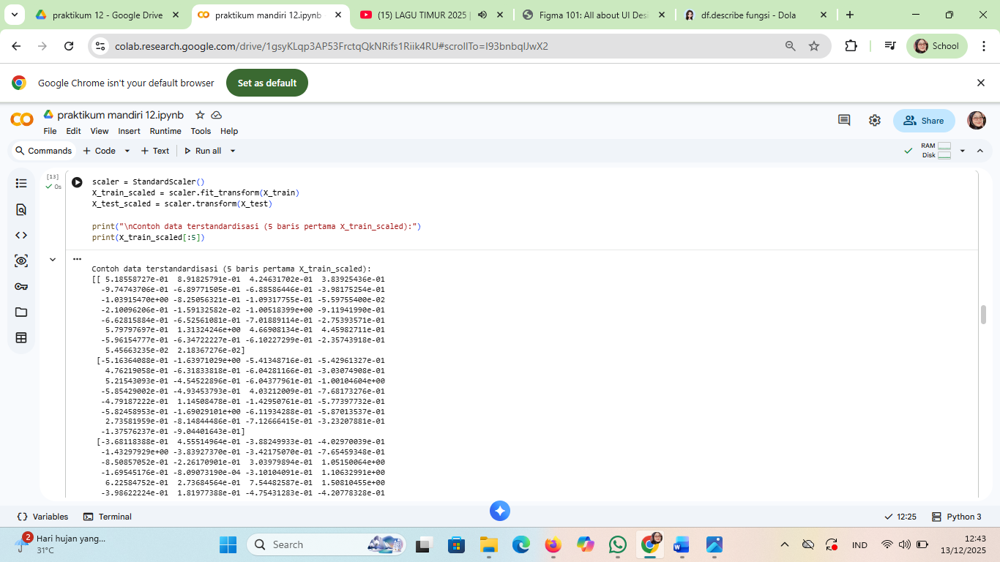 praktikum 12 - Google Drive
praktikum mandiri 12.ipynb
(15) LAGU TIMUR 2025 |
Figma 101: All about UI Des
df.describe fungsi - Dola
colab.research.google.com/drive/1gsyKLqp3AP53FrctqQkNRifs1Riik4RU#scrollTo=I93bnbqlJwX2
School
Google Chrome isn't your default browser
Set as default
CO
praktikum mandiri 12.ipynb
File Edit View Insert Runtime Tools Help
Share
Commands + Code + Text Run all
RAM
Disk
[13]
0s
scaler = StandardScaler()
X_train_scaled = scaler.fit_transform(X_train)
X_test_scaled = scaler.transform(X_test)
print("\nContoh data terstandardisasi (5 baris pertama X_train_scaled):")
print(X_train_scaled[:5])
Contoh data terstandardisasi (5 baris pertama X_train_scaled):
[[ 5.18558727e-01 8.91825791e-01 4.24631702e-01 3.83925436e-01
-9.74743706e-01 -6.89771505e-01 -6.88586446e-01 -3.98175254e-01
-1.03915470e+00 -8.25056321e-01 -1.09317755e-01 -5.59755400e-02
-2.10096206e-01 -1.59132582e-02 -1.00518399e+00 -9.11941990e-01
-6.62815884e-01 -6.52561081e-01 -7.01889114e-01 -2.75393571e-01
5.79797697e-01 1.31324246e+00 4.66908134e-01 4.45982711e-01
-5.96154777e-01 -6.34722227e-01 -6.10227299e-01 -2.35743918e-01
5.45663235e-02 2.18367276e-02]
[-5.16364088e-01 -1.63971029e+00 -5.41348716e-01 -5.42961327e-01
4.76219058e-01 -6.31833818e-01 -6.04281166e-01 -3.03074908e-01
5.21543093e-01 -4.54522896e-01 -6.04377961e-01 -1.00104604e+00
-5.85429002e-01 -4.93453793e-01 4.03212009e-01 -7.68173276e-01
-4.79187222e-01 1.14508478e-01 -1.42950761e-01 -5.77397732e-01
-5.82458953e-01 -1.69029101e+00 -6.11934288e-01 -5.87013537e-01
2.73581959e-01 -8.14844486e-01 -7.12666415e-01 -3.23207881e-01
-1.37576237e-01 -9.04401643e-01]
[-3.68118388e-01 4.55514964e-01 -3.88249933e-01 -4.02970039e-01
-1.43297929e+00 -3.83927370e-01 -3.42175070e-01 -7.65459348e-01
-8.50857052e-01 -2.26170901e-01 3.03979894e-01 1.05150064e+00
-1.69545176e-01 -8.09073190e-04 -3.10104091e-01 1.10632991e+00
6.22584752e-01 2.73684564e-01 7.54482587e-01 1.50810455e+00
-3.98622224e-01 1.81977388e-01 -4.75431283e-01 -4.20778328e-01
Variables
Terminal
12:25
Python 3
2
Hari hujan yang...
31°C
Search
IND
12:43
13/12/2025